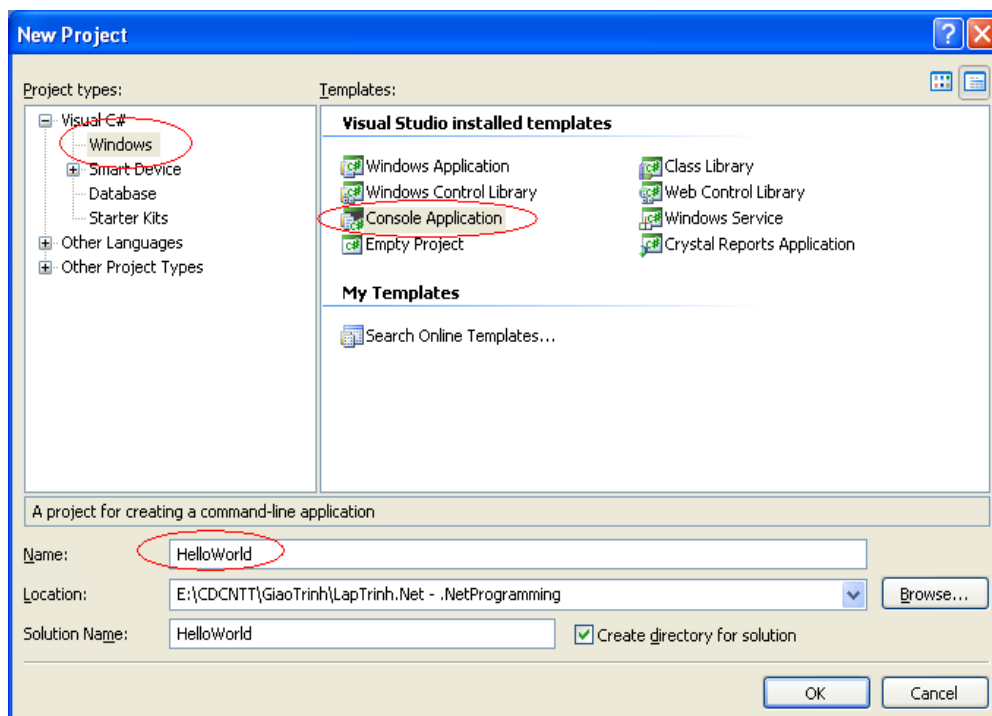 New Project
Project types:
Templates:
Visual C#
Windows
Smart Device
Database
Starter Kits
Other Languages
Other Project Types
Visual Studio installed templates
Windows Application
Class Library
Windows Control Library
Web Control Library
Console Application
Windows Service
Empty Project
Crystal Reports Application
My Templates
Search Online Templates...
A project for creating a command-line application
Name: HelloWorld
Location: E:\CDCNTT\GiaoTrinh\LapTrinh.Net - .NetProgramming Browse...
Solution Name: HelloWorld Create directory for solution
OK Cancel